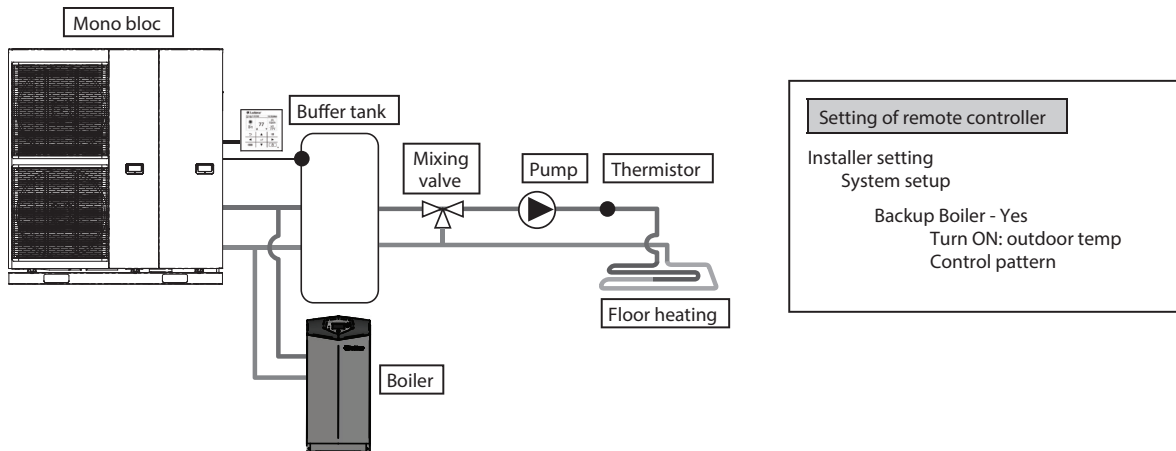 Mono bloc
Buffer tank
Mixing
valve
Pump
Thermistor
Floor heating
Boiler
Setting of remote controller
Installer setting
System setup
Backup Boiler - Yes
Turn ON: outdoor temp
Control pattern